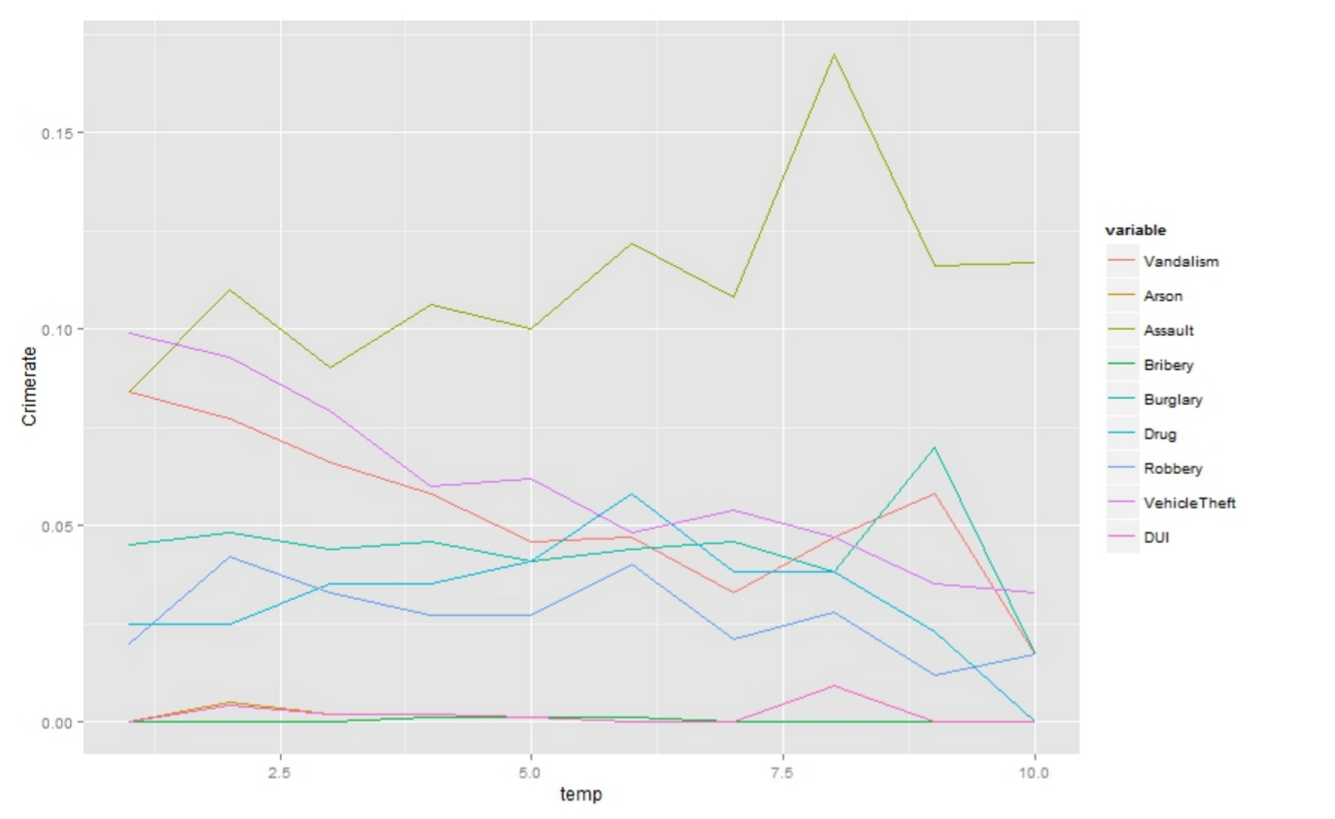 0.15
0.10
0.05
0.00
Crimerate
2.5
5.0
7.5
10.0
temp
variable
Vandalism
Arson
Assault
Bribery
Burglary
Drug
Robbery
VehicleTheft
DUI